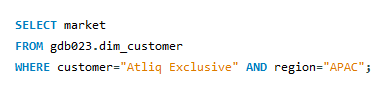 SELECT market
FROM gdb023.dim_customer
WHERE customer="Atliq Exclusive" AND region="APAC";